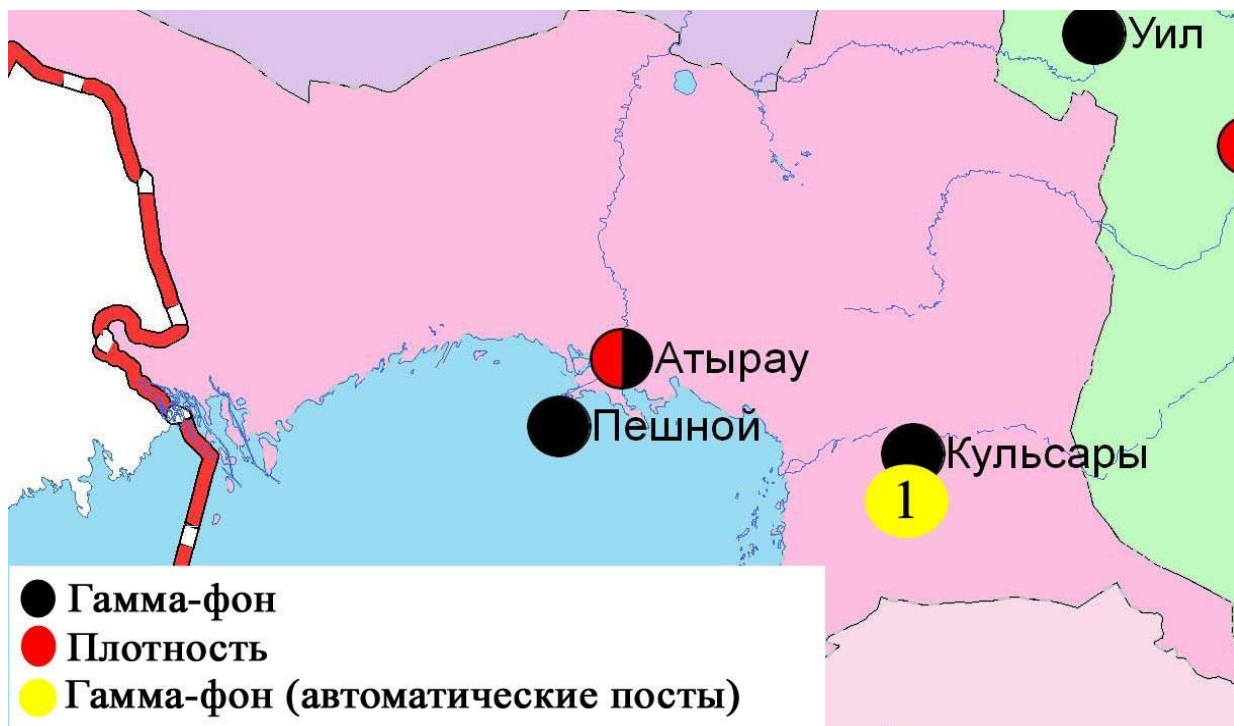 Уил
Атырау
Пешной
Кульсары
1
Гамма-фон
Плотность
Гамма-фон (автоматические посты)